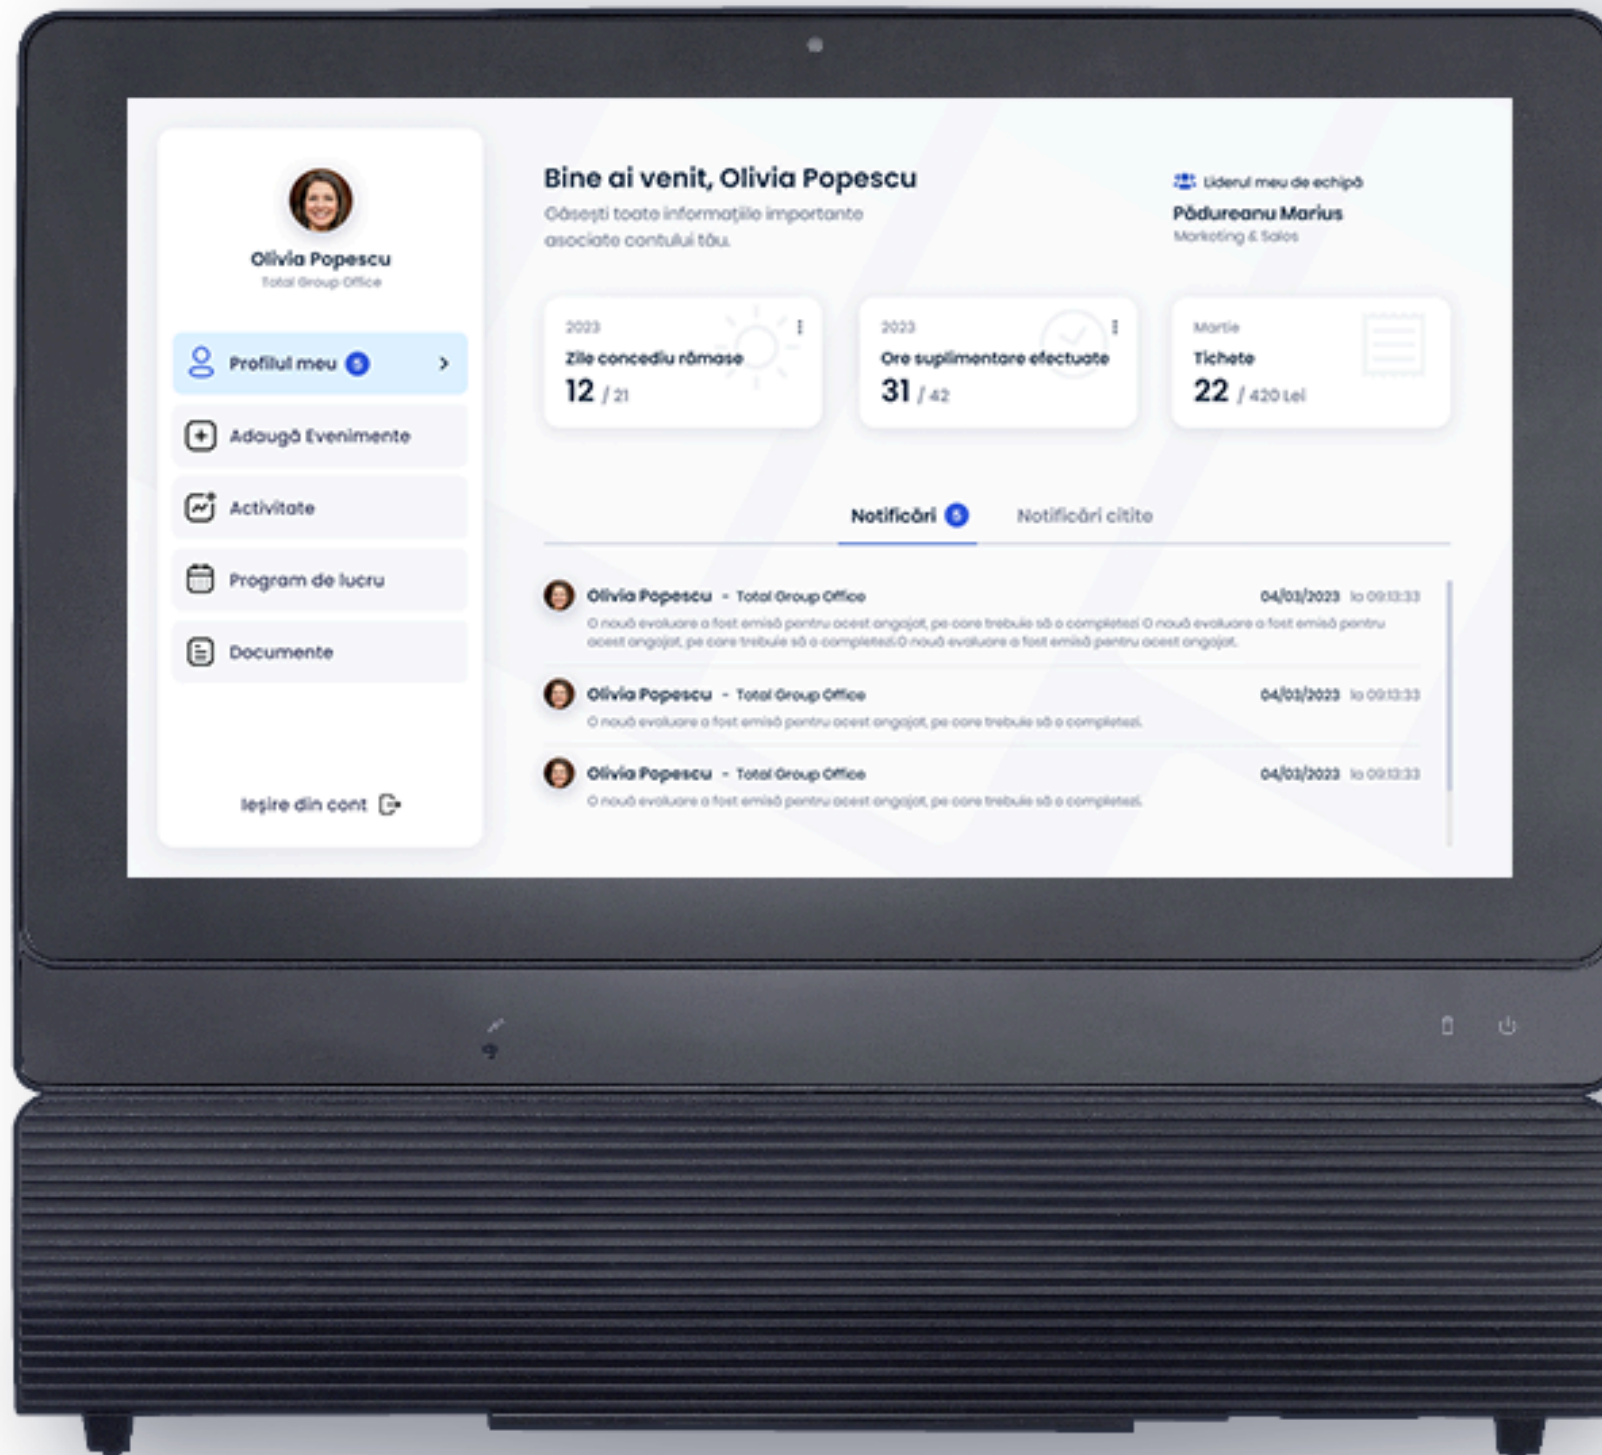 Olivia Popescu
Total Group Office
Profilul meu 5
Adaugă Evenimente
Activitate
Program de lucru
Documente
Ieșire din cont
Bine ai venit, Olivia Popescu
Găsești toate informațiile importante
asociate contului tău.
Liderul meu de echipă
Pădureanu Marius
Marketing & Sales
2023
Zile concediu rămase
12 / 21
2023
Ore suplimentare efectuate
31 / 42
Martie
Tichete
22 / 420 Lei
Notificări 5 Notificări citite
Olivia Popescu - Total Group Office 04/03/2023 la 09:13:33
O nouă evaluare a fost emisă pentru acest angajat, pe care trebuie să o completezi O nouă evaluare a fost emisă pentru
acest angajat, pe care trebuie să o completezi.O nouă evaluare a fost emisă pentru acest angajat.
Olivia Popescu - Total Group Office 04/03/2023 la 09:13:33
O nouă evaluare a fost emisă pentru acest angajat, pe care trebuie să o completezi.
Olivia Popescu - Total Group Office 04/03/2023 la 09:13:33
O nouă evaluare a fost emisă pentru acest angajat, pe care trebuie să o completezi.